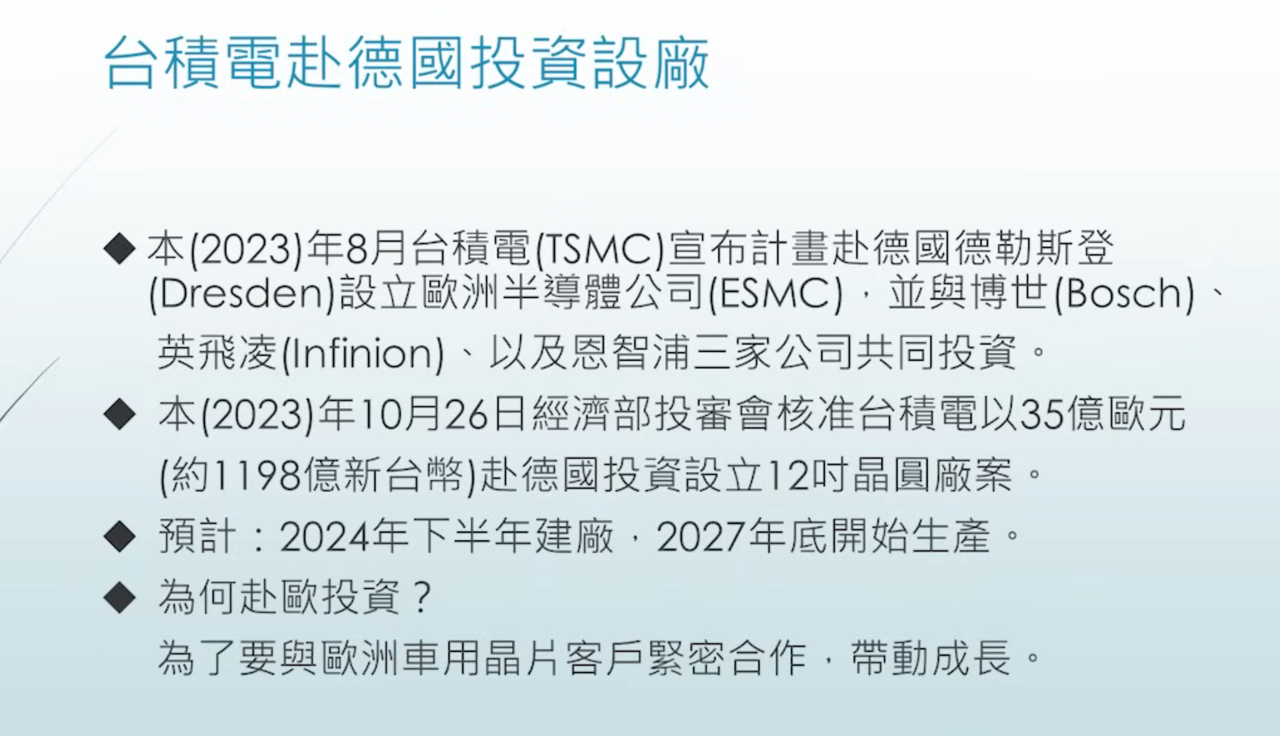 台積電赴德國投資設廠
◆ 本(2023)年8月台積電(TSMC)宣布計畫赴德國德勒斯登
(Dresden)設立歐洲半導體公司(ESMC)，並與博世(Bosch)、
英飛凌(Infinion)、以及恩智浦三家公司共同投資。
◆ 本(2023)年10月26日經濟部投審會核准台積電以35億歐元
(約1198億新台幣)赴德國投資設立12吋晶圓廠案。
◆ 預計：2024年下半年建廠，2027年底開始生產。
◆ 為何赴歐投資？
為了要與歐洲車用晶片客戶緊密合作，帶動成長。